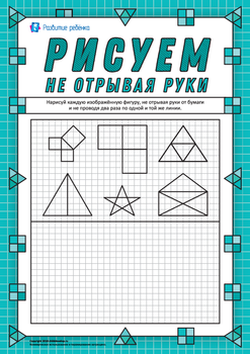 Развитие ребёнка
РИСУЕМ
НЕ ОТРЫВАЯ РУКИ
Нарисуй каждую изображённую фигуру, не отрывая руки от бумаги
и не проводя два раза по одной и той же линии.